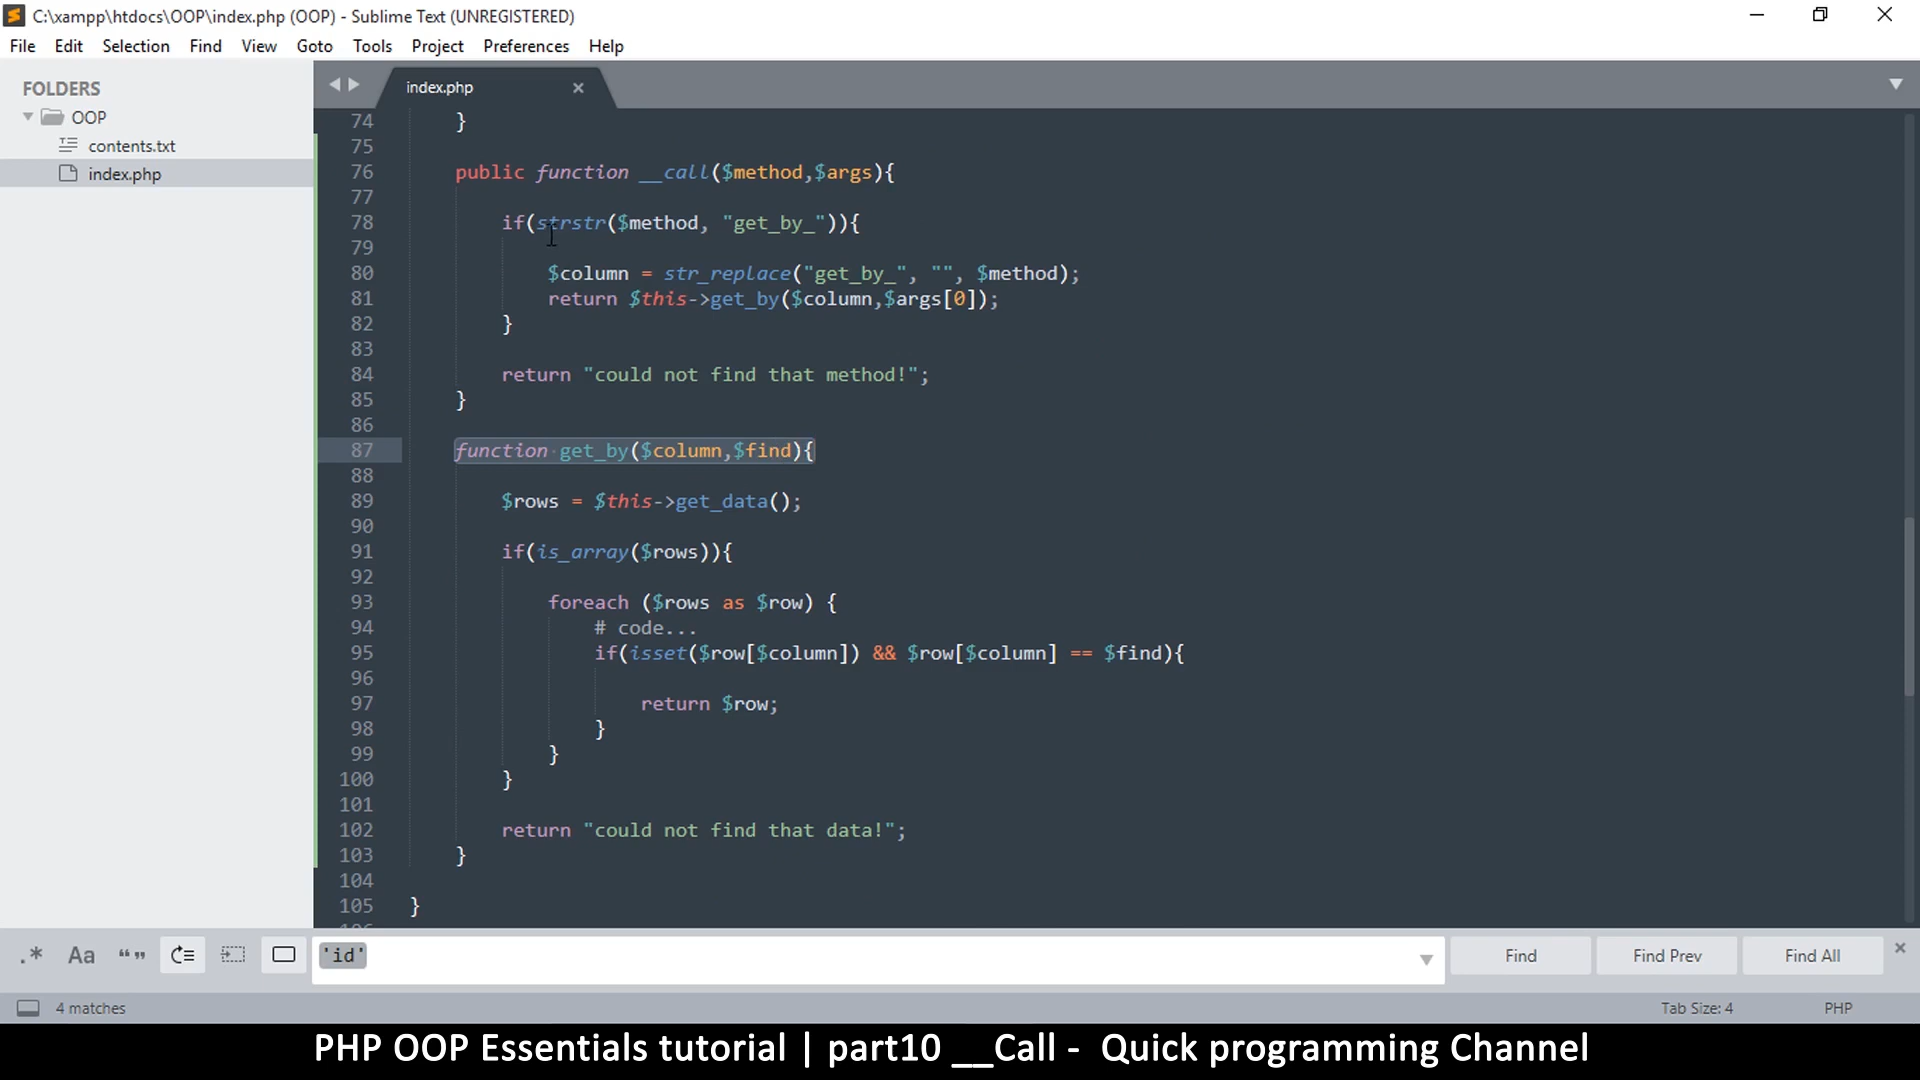 C:\xampp\htdocs\OOP\index.php (OOP) - Sublime Text (UNREGISTERED)
File Edit Selection Find View Goto Tools Project Preferences Help
FOLDERS
OOP
contents.txt
index.php
index.php
74 }
75
76 public function __call($method,$args){
77
78 if(strstr($method, "get_by_")){
79
80 $column = str_replace("get_by_", "", $method);
81 return $this->get_by($column,$args[0]);
82 }
83
84 return "could not find that method!";
85 }
86
87 function get_by($column,$find){
88
89 $rows = $this->get_data();
90
91 if(is_array($rows)){
92
93 foreach ($rows as $row) {
94 # code...
95 if(isset($row[$column]) && $row[$column] == $find){
96
97 return $row;
98 }
99 }
100 }
101
102 return "could not find that data!";
103 }
104
105 }
.* Aa “” 'id' Find Find Prev Find All
4 matches Tab Size: 4 PHP
PHP OOP Essentials tutorial | part10 __Call - Quick programming Channel